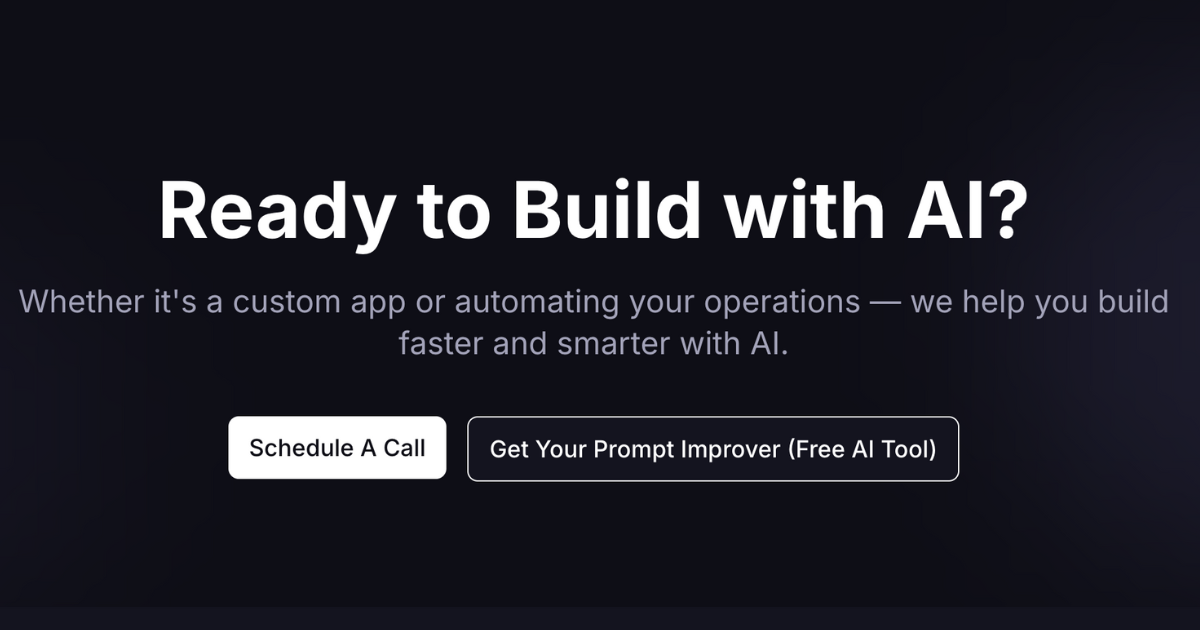 Ready to Build with AI?
Whether it's a custom app or automating your operations — we help you build
faster and smarter with AI.
Schedule A Call
Get Your Prompt Improver (Free AI Tool)